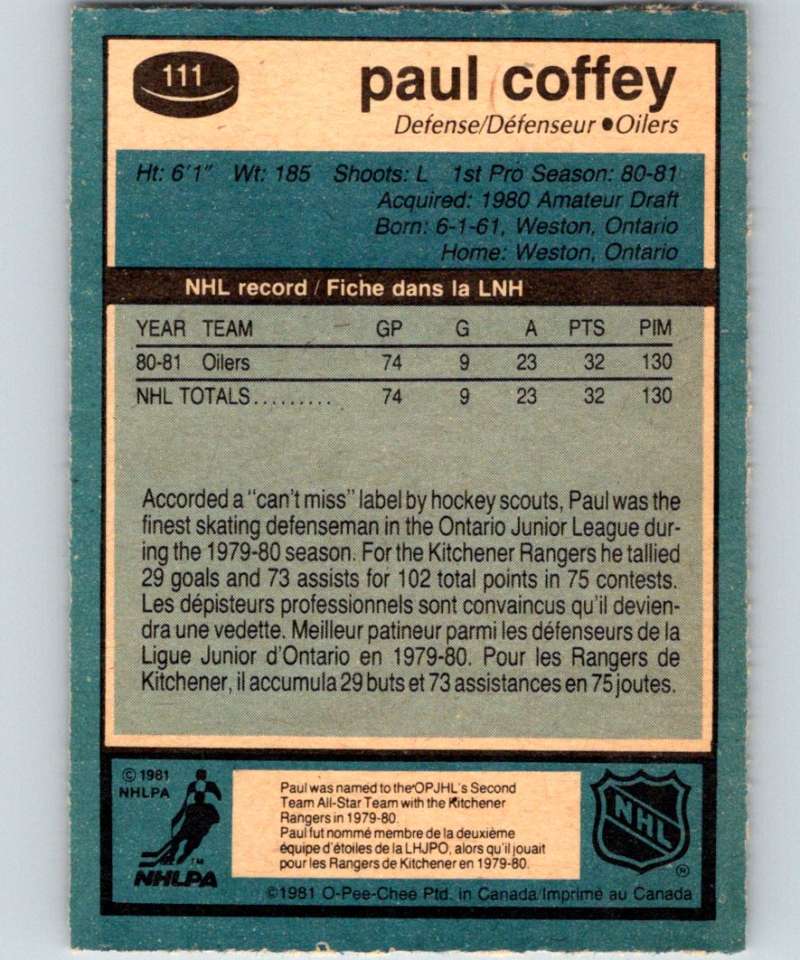 111
paul coffey
Defense/Défenseur ● Oilers
Ht: 6'1" Wt: 185 Shoots: L 1st Pro Season: 80-81
Acquired: 1980 Amateur Draft
Born: 6-1-61, Weston, Ontario
Home: Weston, Ontario
NHL record / Fiche dans la LNH
YEAR TEAM GP G A PTS PIM
80-81 Oilers 74 9 23 32 130
NHL TOTALS......... 74 9 23 32 130
Accorded a "can't miss" label by hockey scouts, Paul was the
finest skating defenseman in the Ontario Junior League dur-
ing the 1979-80 season. For the Kitchener Rangers he tallied
29 goals and 73 assists for 102 total points in 75 contests.
Les dépisteurs professionnels sont convaincus qu'il devien-
dra une vedette. Meilleur patineur parmi les défenseurs de la
Ligue Junior d'Ontario en 1979-80. Pour les Rangers de
Kitchener, il accumula 29 buts et 73 assistances en 75 joutes.
© 1981
NHLPA
TM
NHLPA
Paul was named to the OPJHL's Second
Team All-Star Team with the Kitchener
Rangers in 1979-80.
Paul fut nommé membre de la deuxième
équipe d'étoiles de la LHJPO, alors qu'il jouait
pour les Rangers de Kitchener en 1979-80.
NHL
®
©1981 O-Pee-Chee Ptd. in Canada/Imprimé au Canada